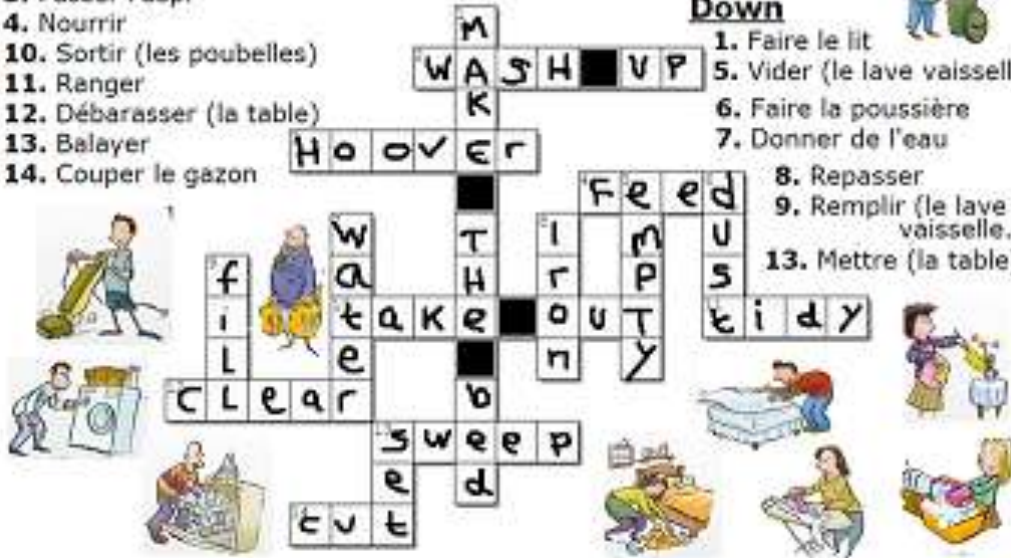 4. Nourrir
10. Sortir (les poubelles)
11. Ranger
12. Débarasser (la table)
13. Balayer
14. Couper le gazon
Down
1. Faire le lit
5. Vider (le lave vaissell
6. Faire la poussière
7. Donner de l'eau
8. Repasser
9. Remplir (le lave
vaisselle.
13. Mettre (la table
MAKE THE bed
WASH UP
HOOVEr
Feed
dust
empTy
Iron
water
fiLL
take OUT
tidy
CLear
sweep
set
cut